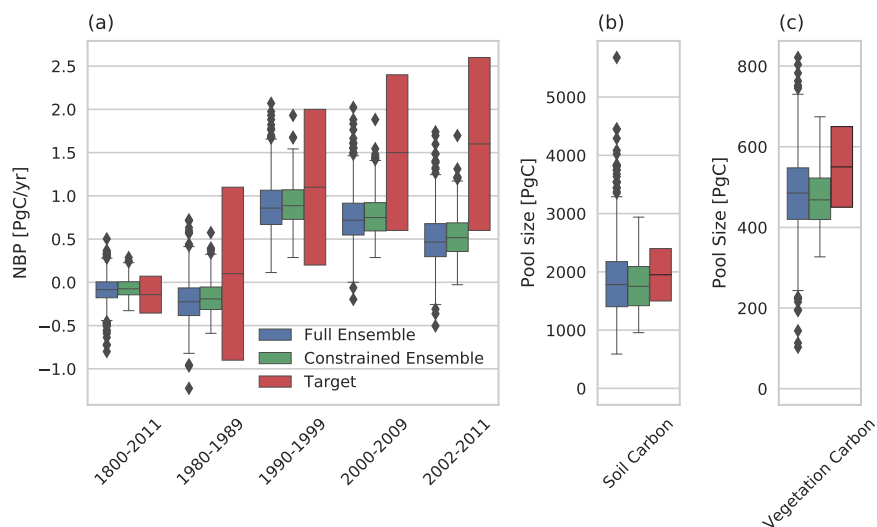 (a)
NBP [PgC/yr]
2.5
2.0
1.5
1.0
0.5
0.0
−0.5
−1.0
Full Ensemble
Constrained Ensemble
Target
1800-2011
1980-1989
1990-1999
2000-2009
2002-2011
(b)
Pool size [PgC]
5000
4000
3000
2000
1000
0
Soil Carbon
(c)
Pool Size [PgC]
800
600
400
200
0
Vegetation Carbon